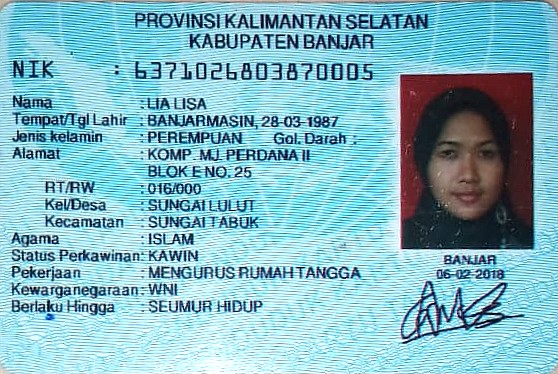 PROVINSI KALIMANTAN SELATAN
KABUPATEN BANJAR
NIK : 6371026803870005
Nama : LIA LISA
Tempat/Tgl Lahir : BANJARMASIN, 28-03-1987
Jenis kelamin : PEREMPUAN Gol. Darah :
Alamat : KOMP. MJ. PERDANA II
BLOK E NO. 25
RT/RW : 016/000
Kel/Desa : SUNGAI LULUT
Kecamatan : SUNGAI TABUK
Agama : ISLAM
Status Perkawinan: KAWIN
Pekerjaan : MENGURUS RUMAH TANGGA
Kewarganegaraan: WNI
Berlaku Hingga : SEUMUR HIDUP
BANJAR
06-02-2018